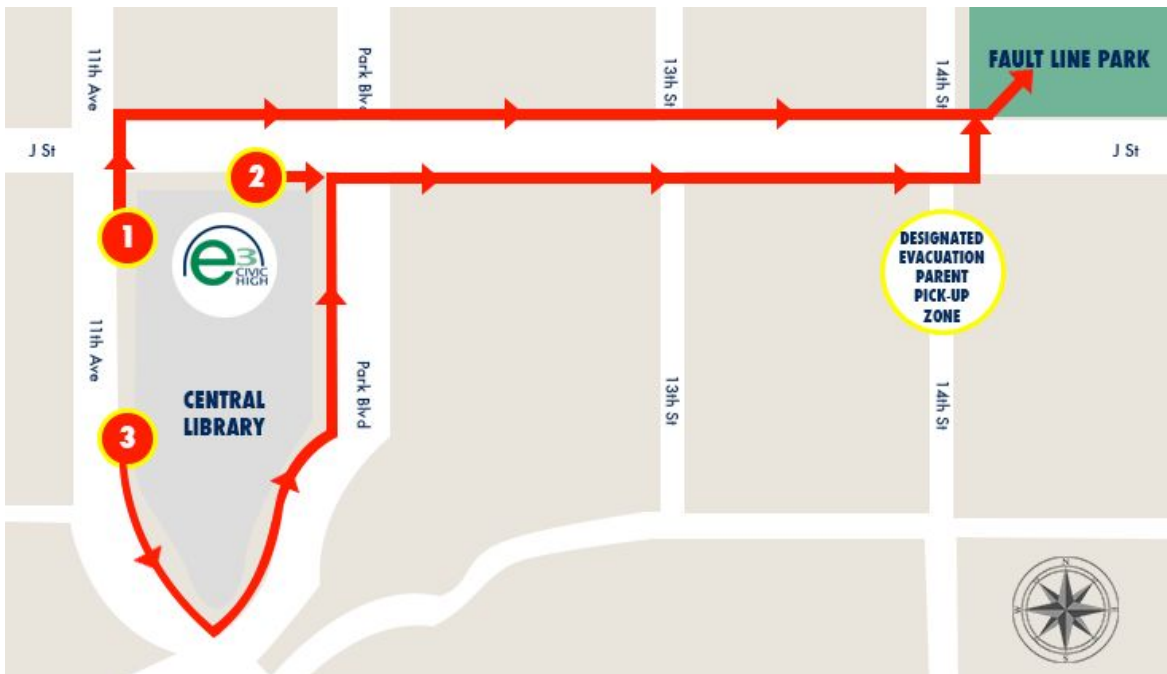 11th Ave
Park Blvd
13th St
14th St
FAULT LINE PARK
J St
J St
2
1
e3
CIVIC
HIGH
DESIGNATED
EVACUATION
PARENT
PICK-UP
ZONE
11th Ave
Park Blvd
13th St
14th St
CENTRAL
LIBRARY
3
N
W
E
S